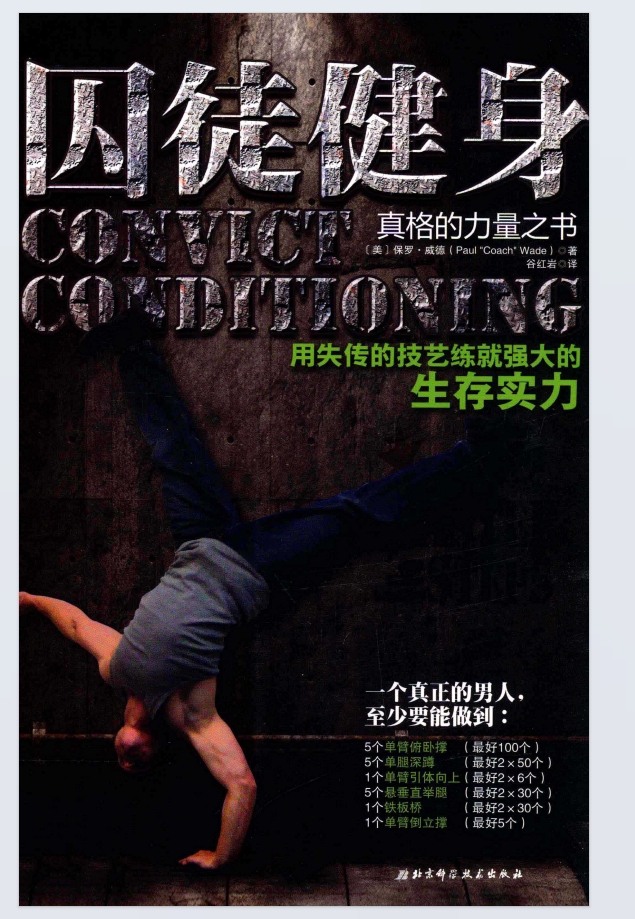 囚徒健身
CONVICT
真格的力量之书
〔美〕保罗·威德（Paul "Coach" Wade）◎著
谷红岩◎译
CONDITIONING
用失传的技艺练就强大的
生存实力
一个真正的男人，
至少要能做到：
5个单臂俯卧撑 （最好100个）
5个单腿深蹲 （最好2×50个）
1个单臂引体向上（最好2×6个）
5个悬垂直举腿 （最好2×30个）
1个铁板桥 （最好2×30个）
1个单臂倒立撑 （最好5个）
北京科学技术出版社